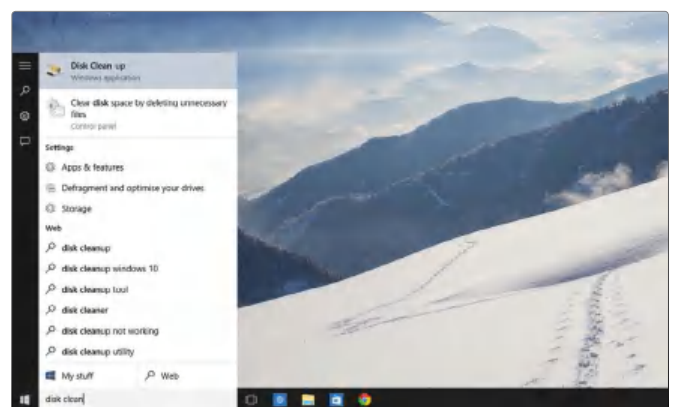 Disk Clean-up
Windows application
Clear disk space by deleting unnecessary
files
Control panel
Settings
Apps & features
Defragment and optimise your drives
Storage
Web
disk cleanup
disk cleanup windows 10
disk cleanup tool
disk cleaner
disk cleanup not working
disk cleanup utility
My stuff
Web
disk clean